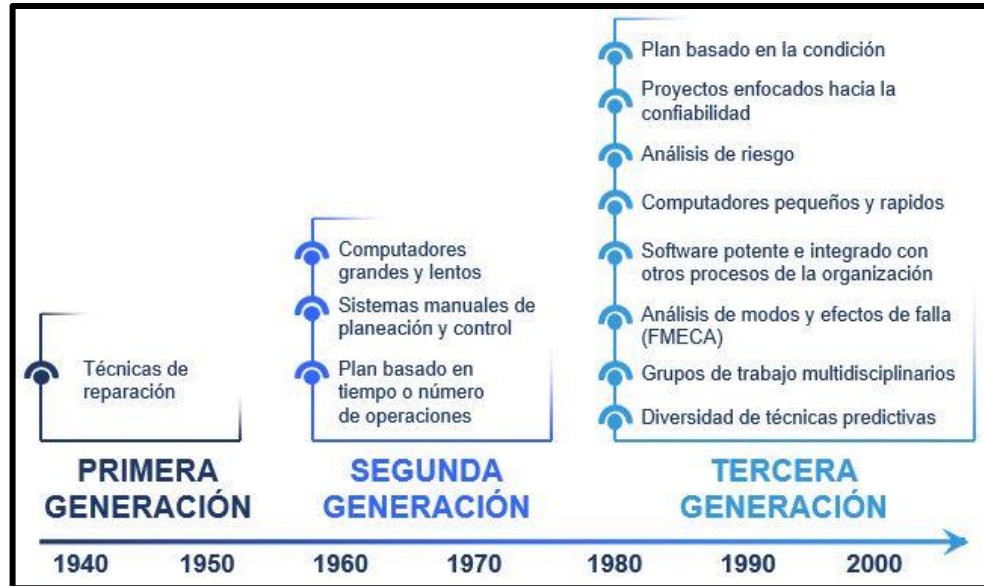 Técnicas de
reparación
PRIMERA
GENERACIÓN
Computadores
grandes y lentos
Sistemas manuales de
planeación y control
Plan basado en
tiempo o número
de operaciones
SEGUNDA
GENERACIÓN
Plan basado en la condición
Proyectos enfocados hacia la
confiabilidad
Análisis de riesgo
Computadores pequeños y rapidos
Software potente e integrado con
otros procesos de la organización
Análisis de modos y efectos de falla
(FMECA)
Grupos de trabajo multidisciplinarios
Diversidad de técnicas predictivas
TERCERA
GENERACIÓN
1940 1950 1960 1970 1980 1990 2000